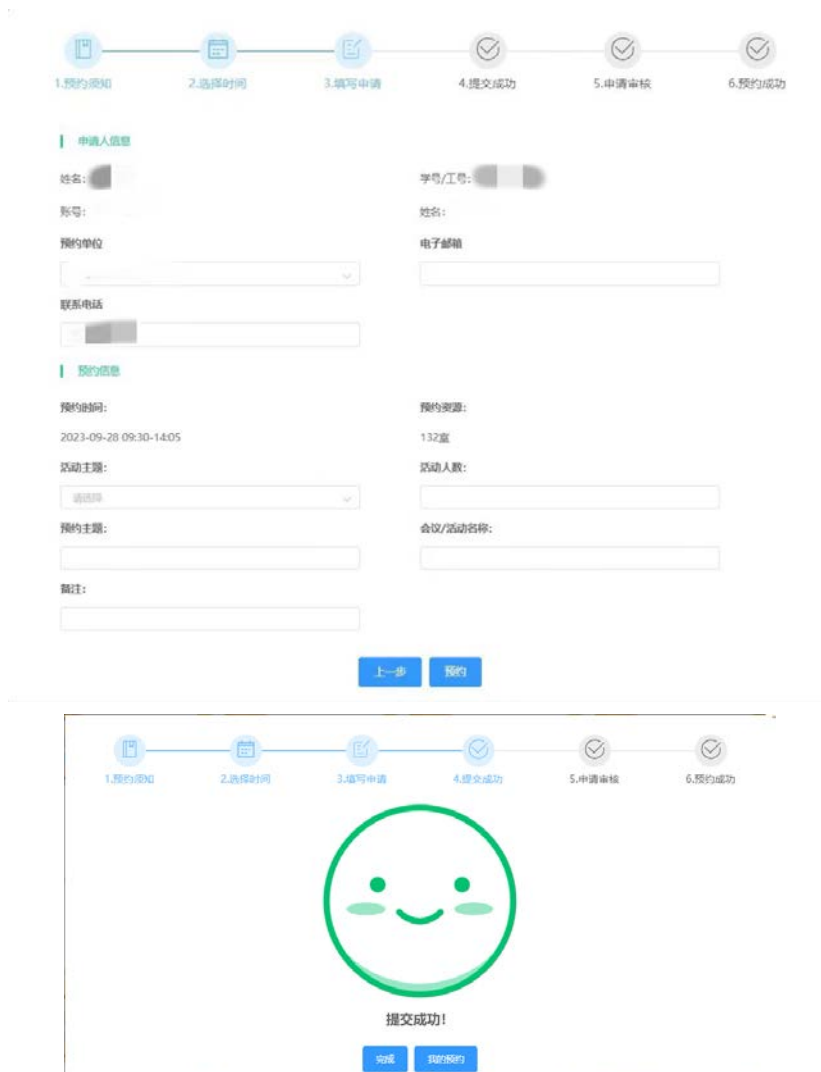 1.预约须知 2.选择时间 3.填写申请 4.提交成功 5.申请审核 6.预约成功
申请人信息
姓名: 学号/工号:
账号: 姓名:
预约单位 电子邮箱
联系电话
预约信息
预约时间: 预约资源:
2023-09-28 09:30-14:05 132室
活动主题: 活动人数:
请选择
预约主题: 会议/活动名称:
备注:
上一步 预约
1.预约须知 2.选择时间 3.填写申请 4.提交成功 5.申请审核 6.预约成功
提交成功!
完成 我的预约